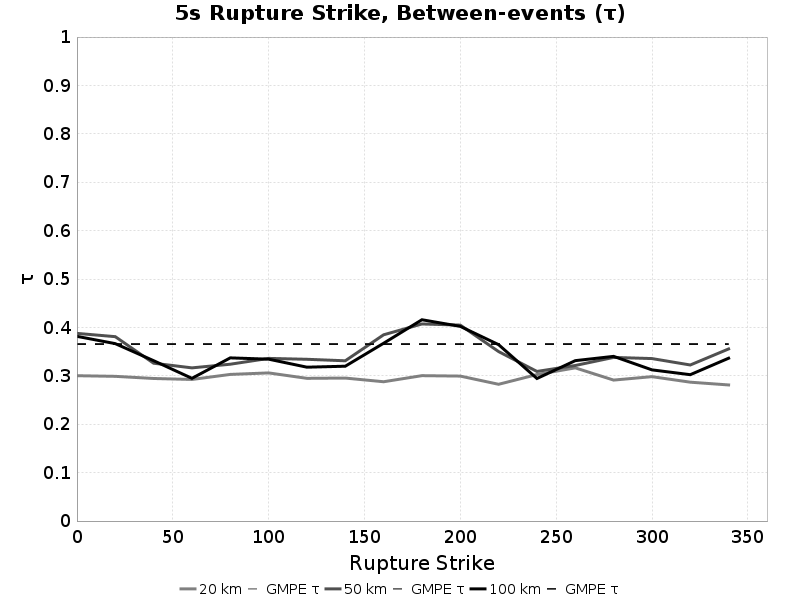 5s Rupture Strike, Between-events (τ)
1
0.9
0.8
0.7
0.6
0.5
0.4
0.3
0.2
0.1
0
τ
0 50 100 150 200 250 300 350
Rupture Strike
20 km GMPE τ 50 km GMPE τ 100 km GMPE τ